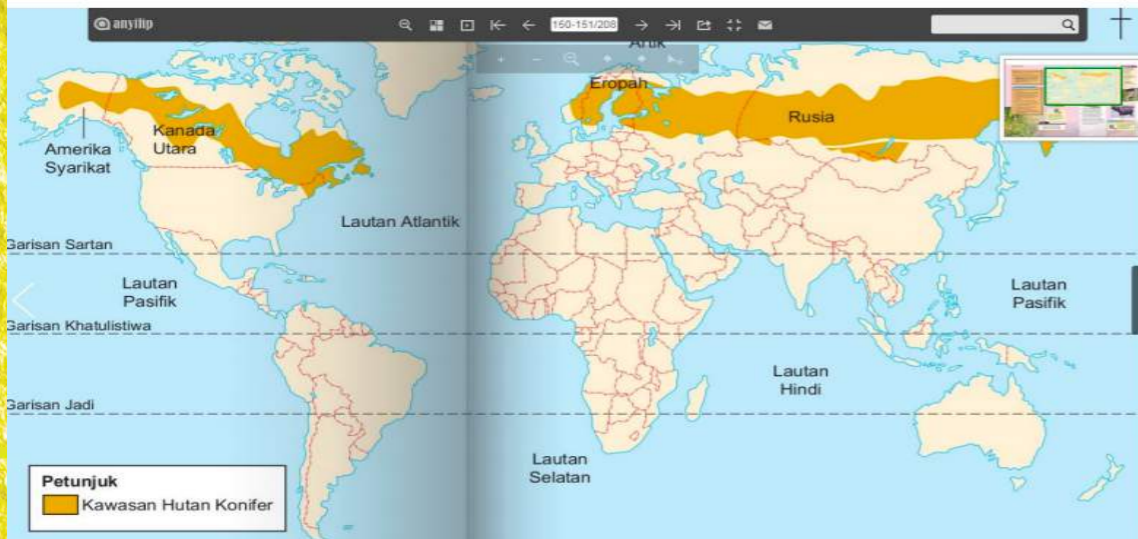 anyflip
150-151/208
Artik
Eropah
Rusia
Kanada
Utara
Amerika
Syarikat
Lautan Atlantik
Garisan Sartan
Lautan
Pasifik
Lautan
Pasifik
Garisan Khatulistiwa
Lautan
Hindi
Garisan Jadi
Lautan
Selatan
Petunjuk
Kawasan Hutan Konifer